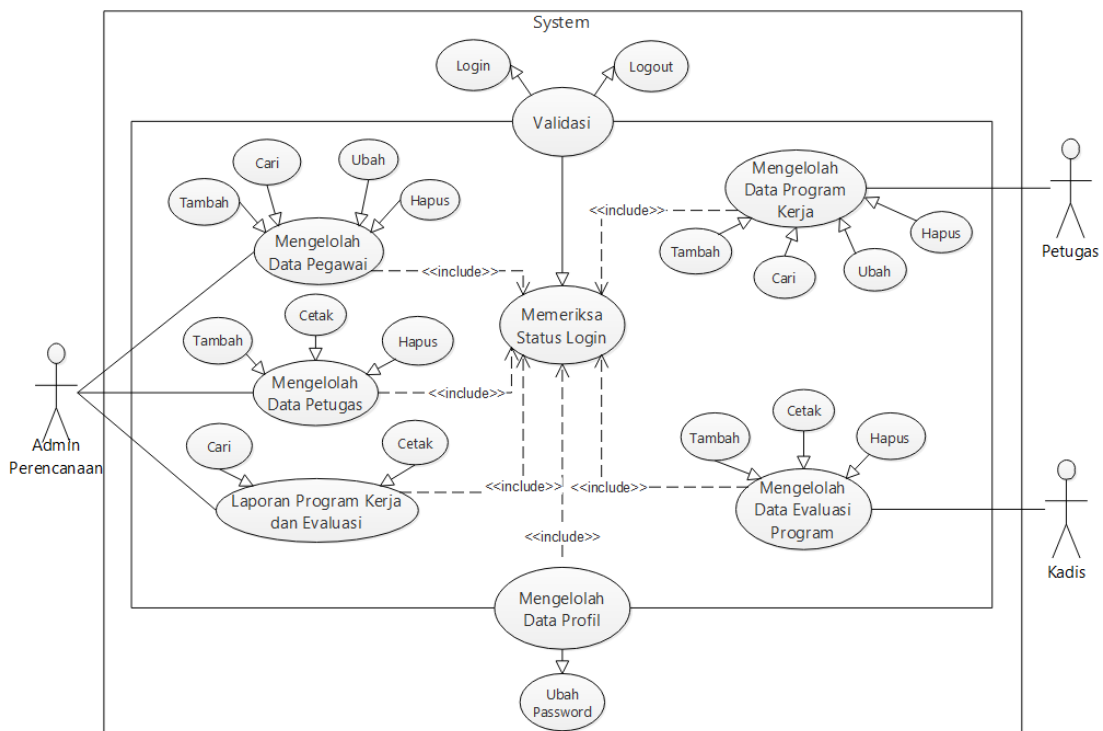 System
Login
Logout
Validasi
Cari
Ubah
Tambah
Hapus
Mengelolah
Data Pegawai
<<include>>
Mengelolah
Data Program
Kerja
<<include>>
Tambah
Cari
Ubah
Hapus
Petugas
Memeriksa
Status Login
Cetak
Tambah
Hapus
Mengelolah
Data Petugas
<<include>>
Admin
Perencanaan
Cari
Cetak
Laporan Program Kerja
dan Evaluasi
<<include>>
<<include>>
Cetak
Tambah
Hapus
Mengelolah
Data Evaluasi
Program
Kadis
<<include>>
Mengelolah
Data Profil
Ubah
Password